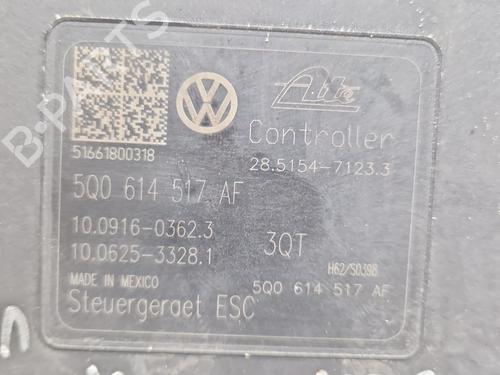 Ate
Controller
28.5154-7123.3
51661800318
5Q0 614 517 AF
10.0916-0362.3
10.0625-3328.1
3QT
H62/S0398
MADE IN MEXICO
5Q0 614 517 AF
Steuergeraet ESC
B-PARTS